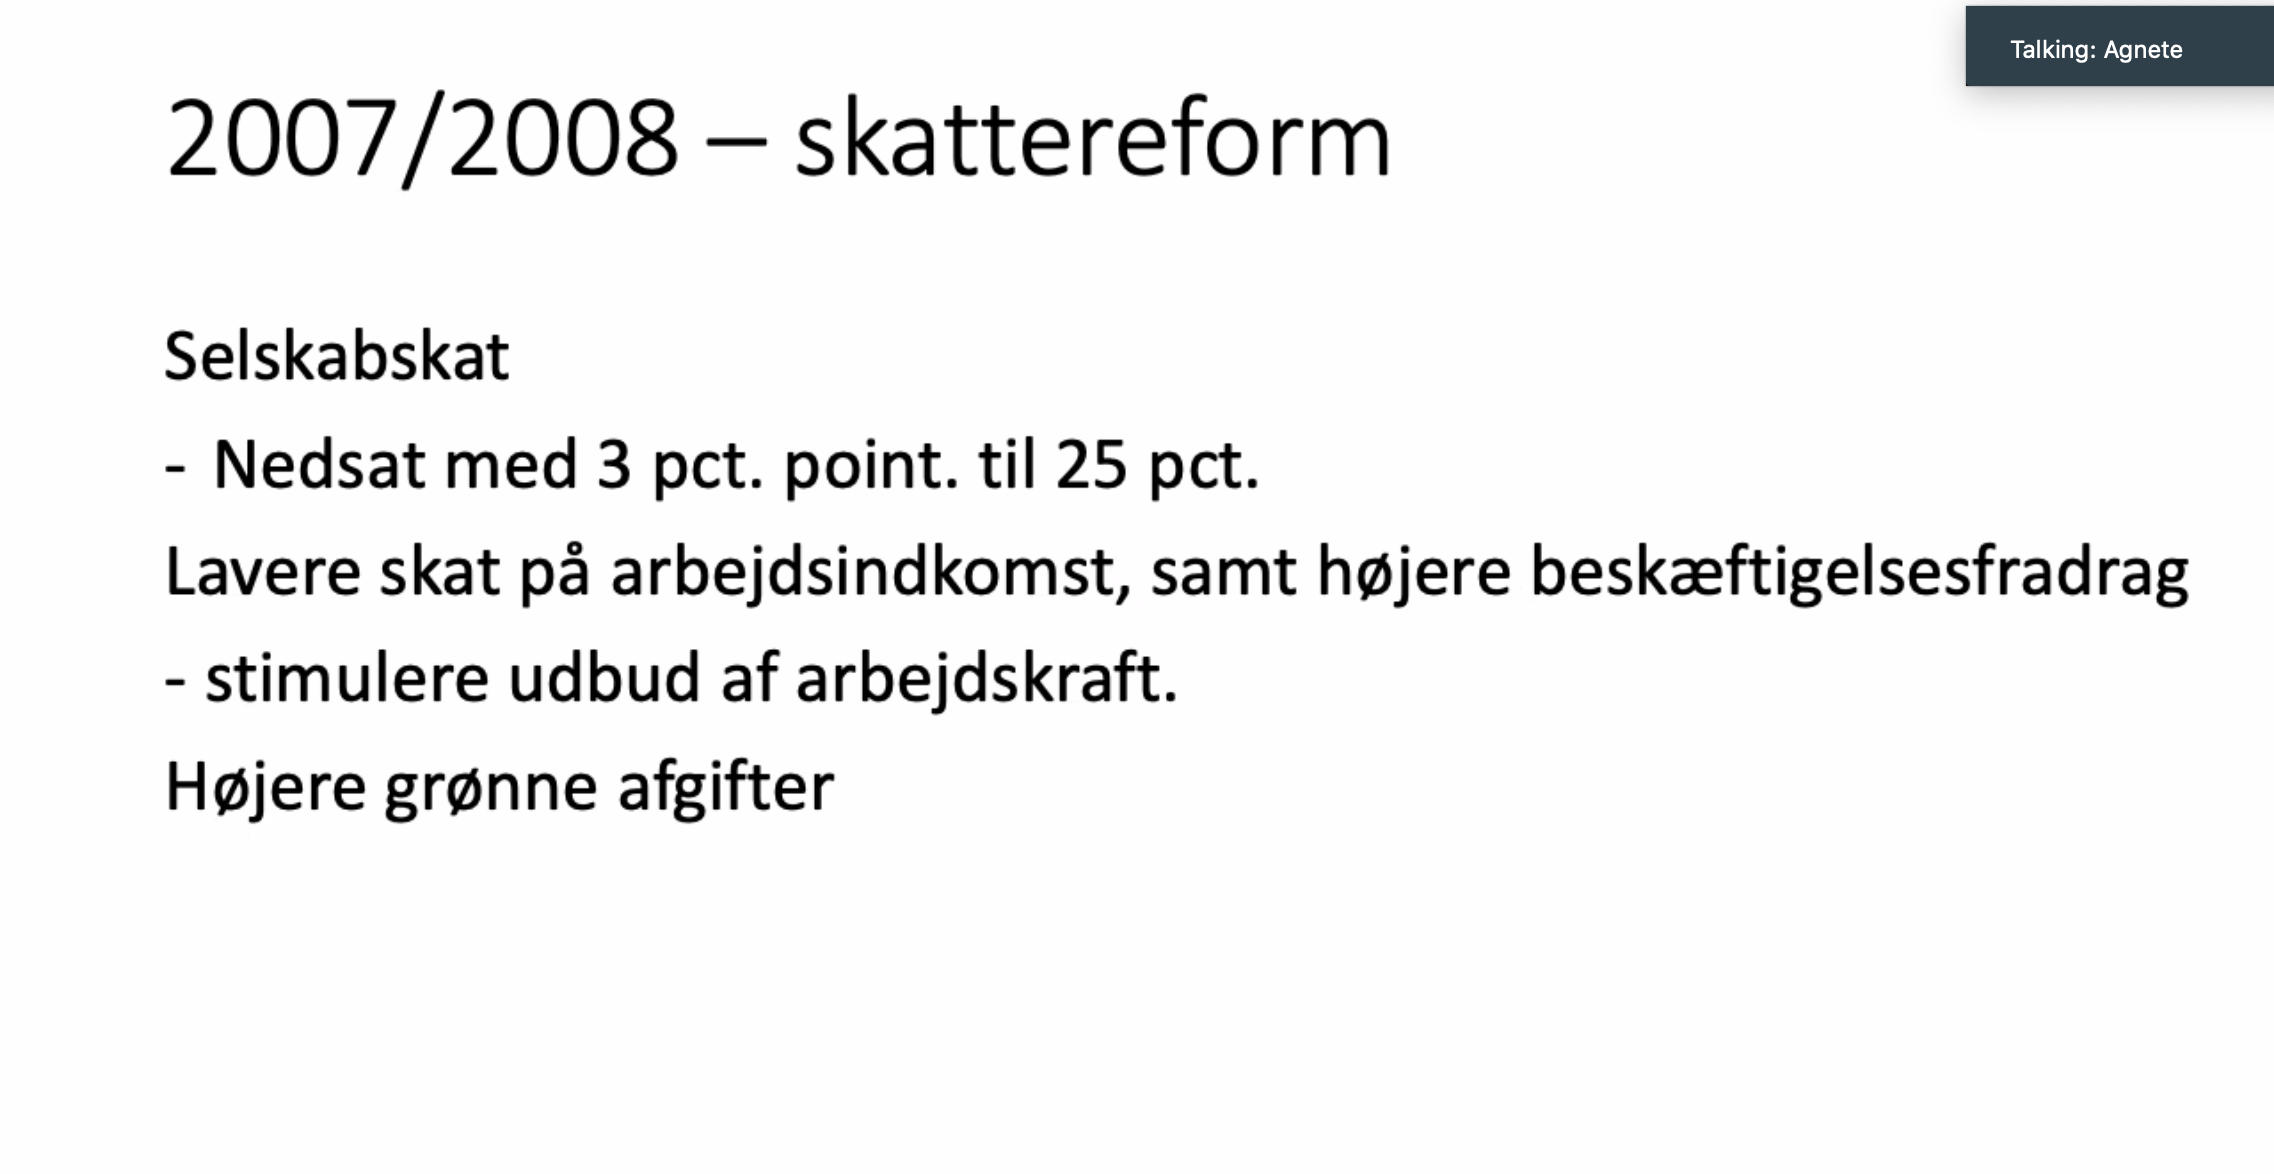 Talking: Agnete
2007/2008 – skattereform
Selskabskat
- Nedsat med 3 pct. point. til 25 pct.
Lavere skat på arbejdsindkomst, samt højere beskæftigelsesfradrag
- stimulere udbud af arbejdskraft.
Højere grønne afgifter